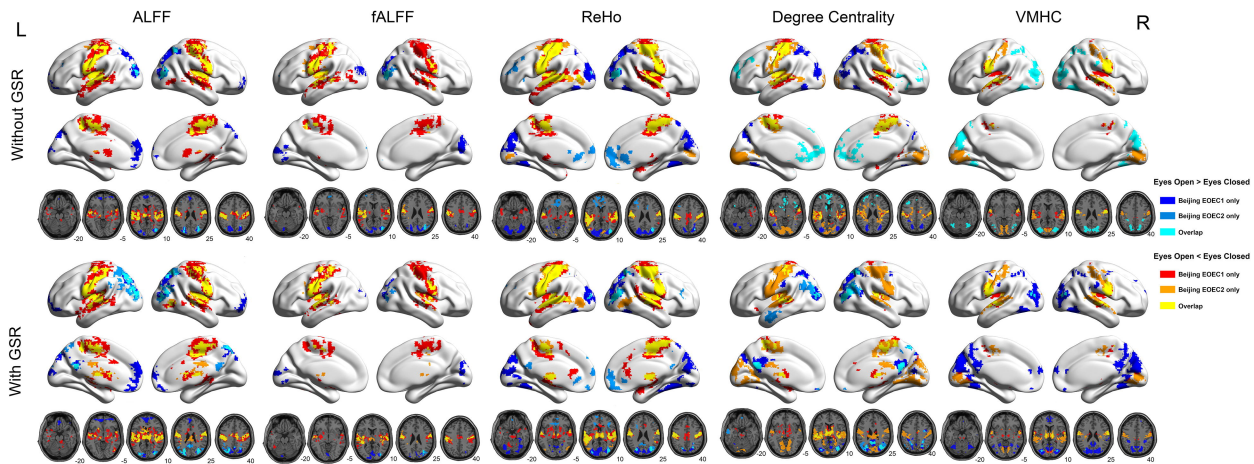 ALFF fALFF ReHo Degree Centrality VMHC
L R
Without GSR
-20 -5 10 25 40
Eyes Open > Eyes Closed
Beijing EOEC1 only
Beijing EOEC2 only
Overlap
Eyes Open < Eyes Closed
Beijing EOEC1 only
Beijing EOEC2 only
Overlap
With GSR
-20 -5 10 25 40
-20 -5 10 25 40
-20 -5 10 25 40
-20 -5 10 25 40
-20 -5 10 25 40
-20 -5 10 25 40
-20 -5 10 25 40
-20 -5 10 25 40
-20 -5 10 25 40